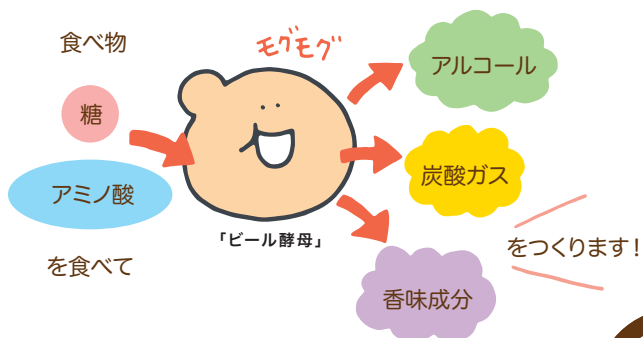 食べ物
糖
アミノ酸
を食べて
モグモグ
「ビール酵母」
アルコール
炭酸ガス
香味成分
をつくります!